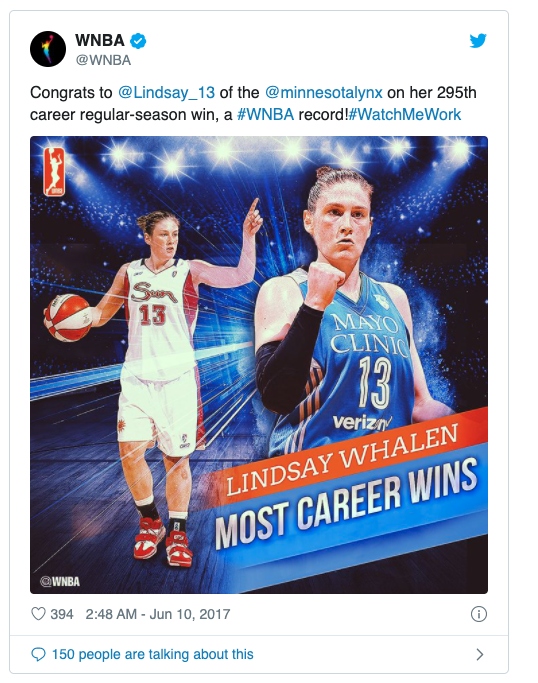 WNBA
@WNBA
Congrats to @Lindsay_13 of the @minnesotalynx on her 295th
career regular-season win, a #WNBA record!#WatchMeWork
Sun
13
MAYO
CLINIC
13
verizon
LINDSAY WHALEN
MOST CAREER WINS
@WNBA
394 2:48 AM - Jun 10, 2017
150 people are talking about this